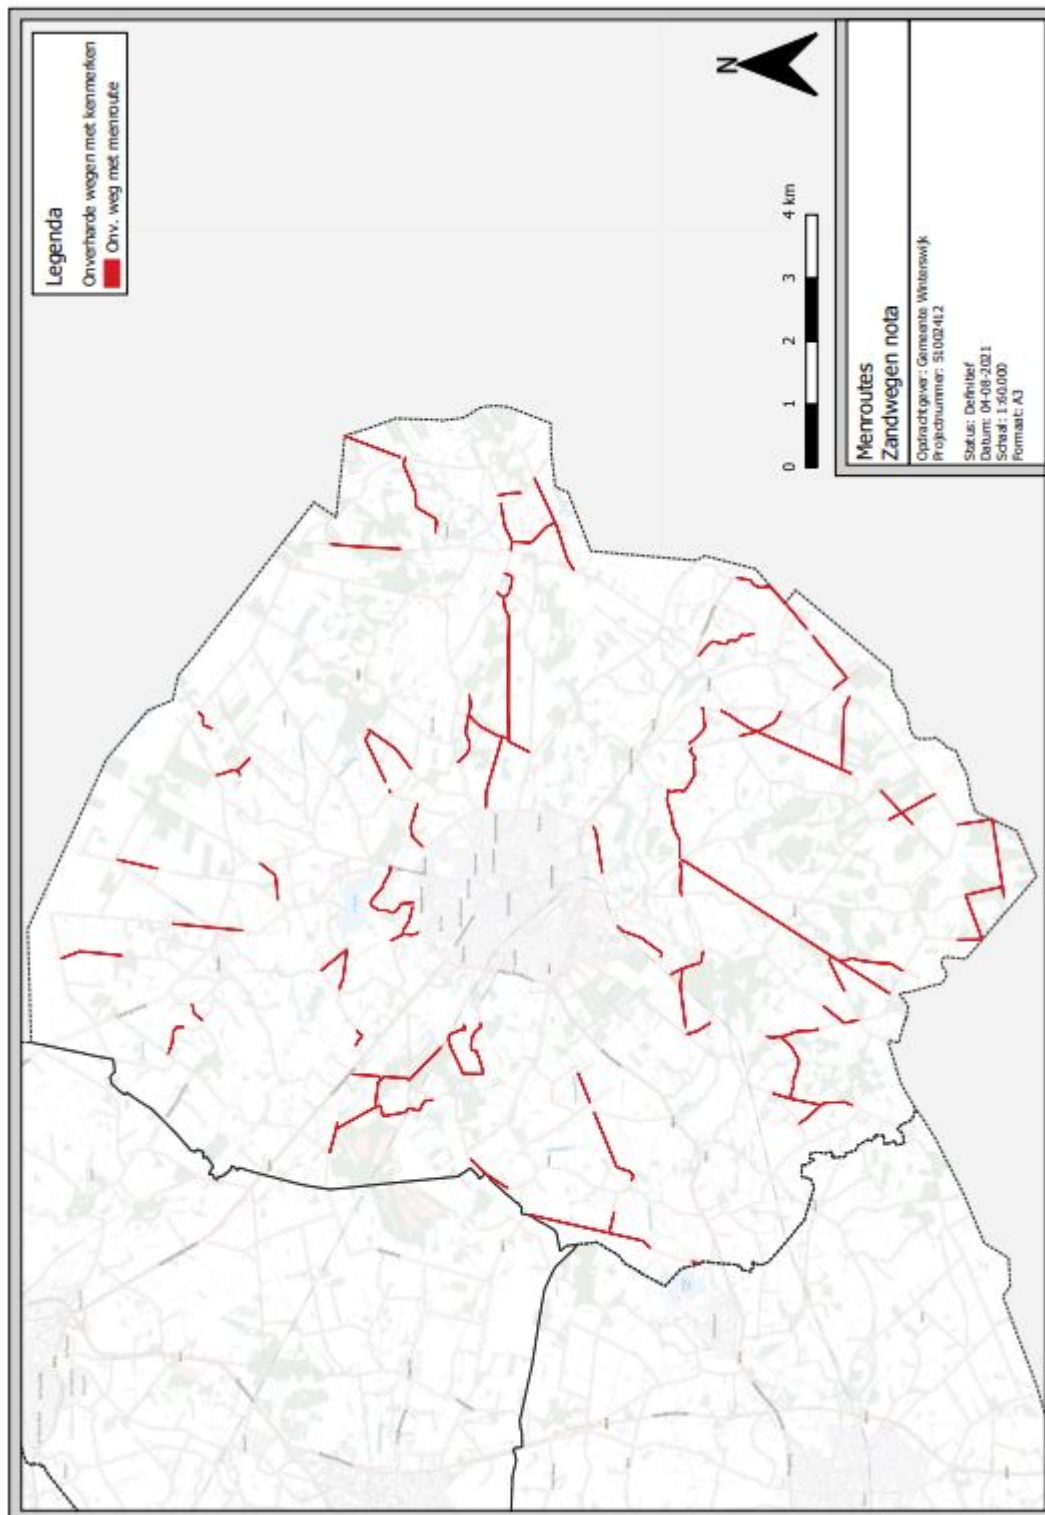 Legenda
Onverharde wegen met kenmerken
Onv. weg met menroute
N
0 1 2 3 4 km
Menroutes
Zandwegen nota
Opdrachtgever: Gemeente Winterswijk
Projectnummer: 51002412
Status: Definitief
Datum: 04-08-2021
Schaal: 1:60.000
Formaat: A3